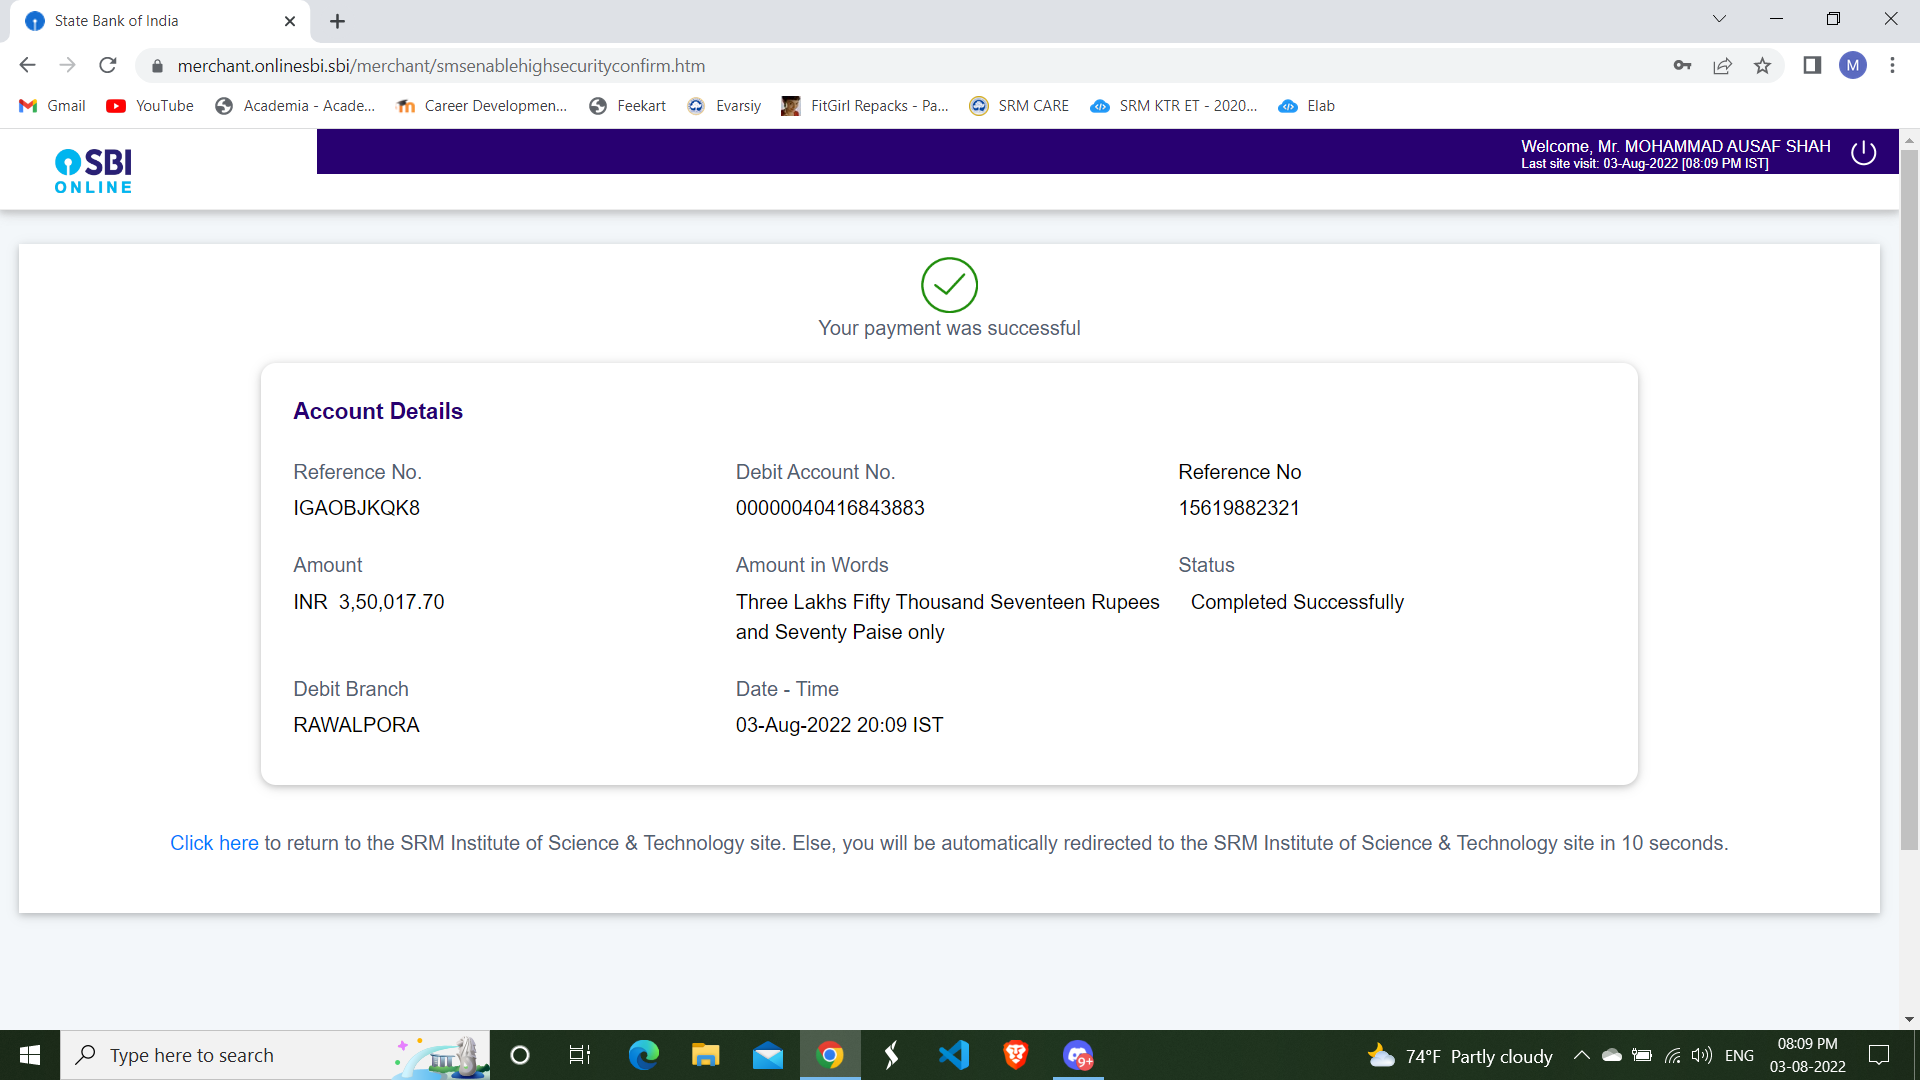 State Bank of India
merchant.onlinesbi.sbi/merchant/smsenablehighsecurityconfirm.htm
M
Gmail YouTube Academia - Acade... Career Developmen... Feekart Evarsiy FitGirl Repacks - Pa... SRM CARE SRM KTR ET - 2020... Elab
SBI
ONLINE
Welcome, Mr. MOHAMMAD AUSAF SHAH
Last site visit: 03-Aug-2022 [08:09 PM IST]
Your payment was successful
Account Details
Reference No. Debit Account No. Reference No
IGAOBJKQK8 00000040416843883 15619882321
Amount Amount in Words Status
INR 3,50,017.70 Three Lakhs Fifty Thousand Seventeen Rupees Completed Successfully
and Seventy Paise only
Debit Branch Date - Time
RAWALPORA 03-Aug-2022 20:09 IST
Click here to return to the SRM Institute of Science & Technology site. Else, you will be automatically redirected to the SRM Institute of Science & Technology site in 10 seconds.
Type here to search
9+
74°F Partly cloudy
ENG
08:09 PM
03-08-2022